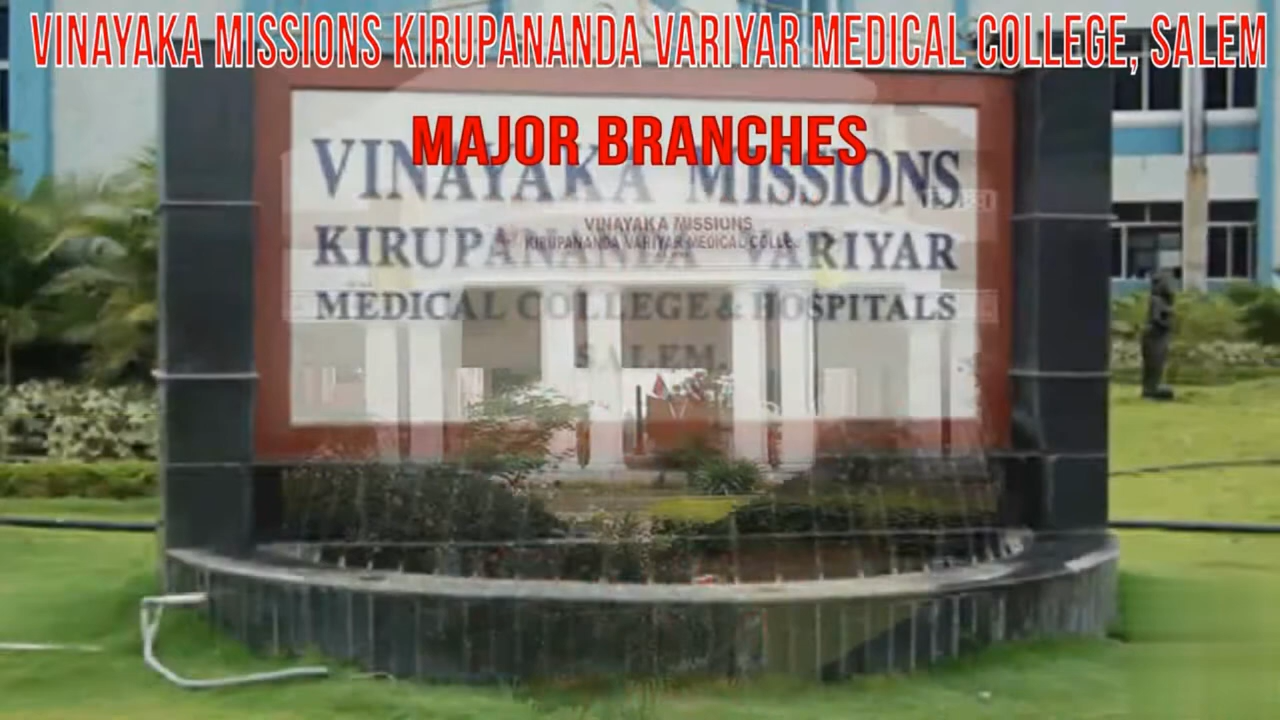 VINAYAKA MISSIONS KIRUPANANDA VARIYAR MEDICAL COLLEGE, SALEM
MAJOR BRANCHES
VINAYAKA MISSIONS
VINAYAKA MISSIONS
KIRUPANANDA VARIYAR MEDICAL
KIRUPANANDA VARIYAR
MEDICAL COLLEGE & HOSPITALS
SALEM